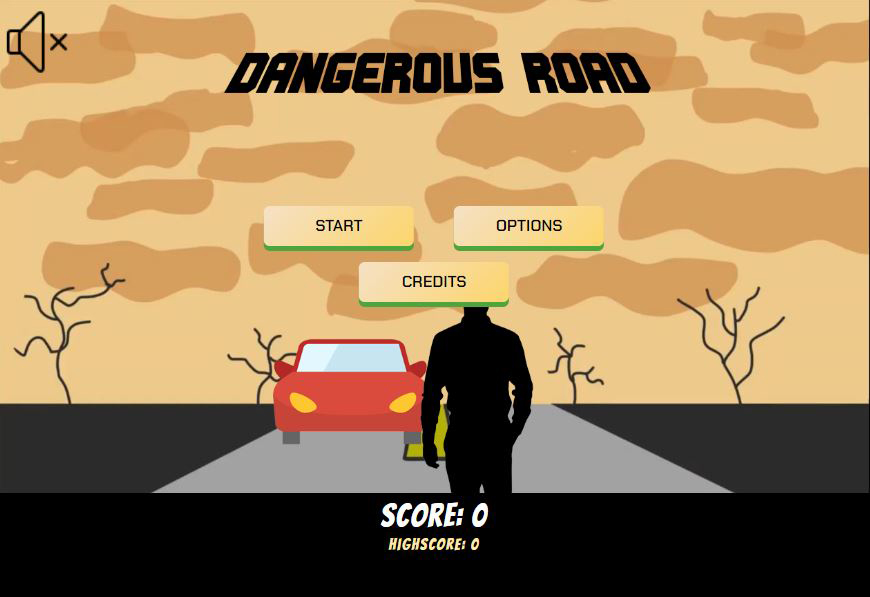 DANGEROUS ROAD
START
OPTIONS
CREDITS
SCORE: 0
HIGHSCORE: 0